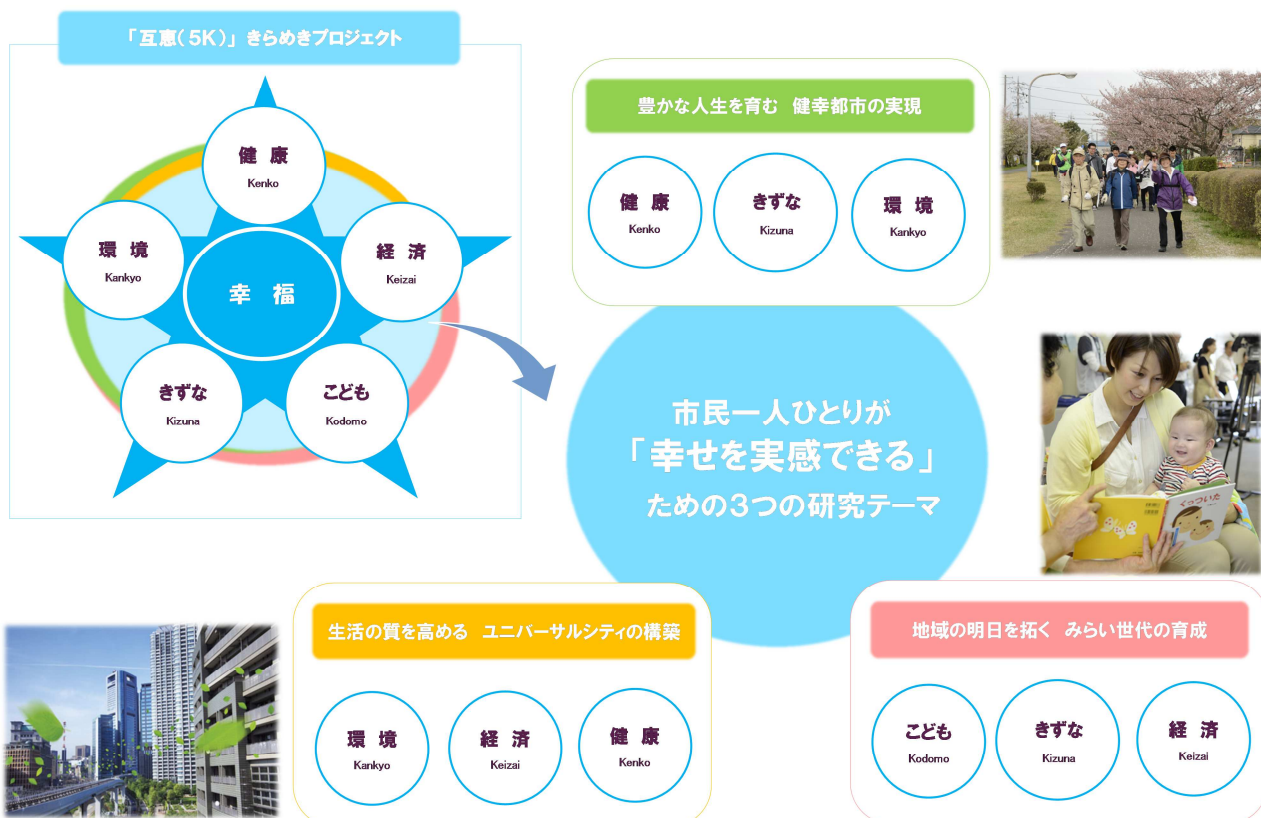 「互恵(5K)」きらめきプロジェクト
健 康
Kenko
環 境
Kankyo
経 済
Keizai
幸 福
きずな
Kizuna
こども
Kodomo
豊かな人生を育む 健幸都市の実現
健 康
Kenko
きずな
Kizuna
環 境
Kankyo
市民一人ひとりが
「幸せを実感できる」
ための3つの研究テーマ
くっついた
生活の質を高める ユニバーサルシティの構築
環 境
Kankyo
経 済
Keizai
健 康
Kenko
地域の明日を拓く みらい世代の育成
こども
Kodomo
きずな
Kizuna
経 済
Keizai